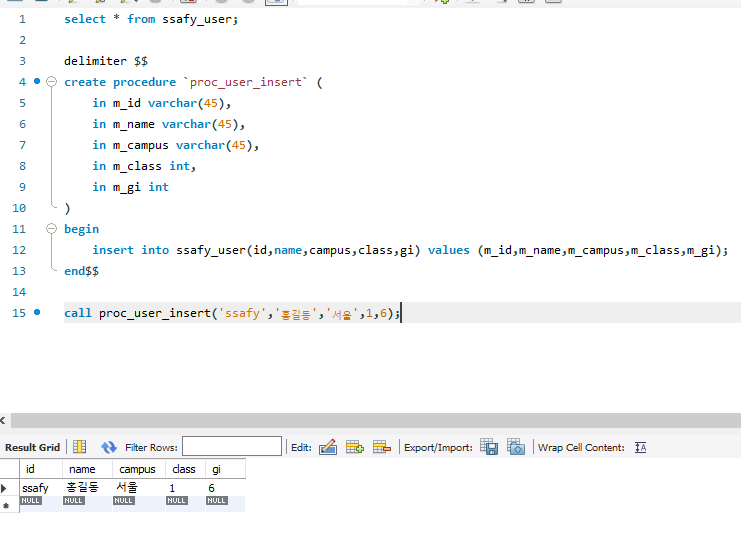 1 select * from ssafy_user;
2
3 delimiter $$
4 create procedure `proc_user_insert` (
5 in m_id varchar(45),
6 in m_name varchar(45),
7 in m_campus varchar(45),
8 in m_class int,
9 in m_gi int
10 )
11 begin
12 insert into ssafy_user(id,name,campus,class,gi) values (m_id,m_name,m_campus,m_class,m_gi);
13 end$$
14
15 call proc_user_insert('ssafy','홍길동','서울',1,6);
Result Grid Filter Rows: Edit: Export/Import: Wrap Cell Content: IA
id name campus class gi
ssafy 홍길동 서울 1 6
NULL NULL NULL NULL NULL